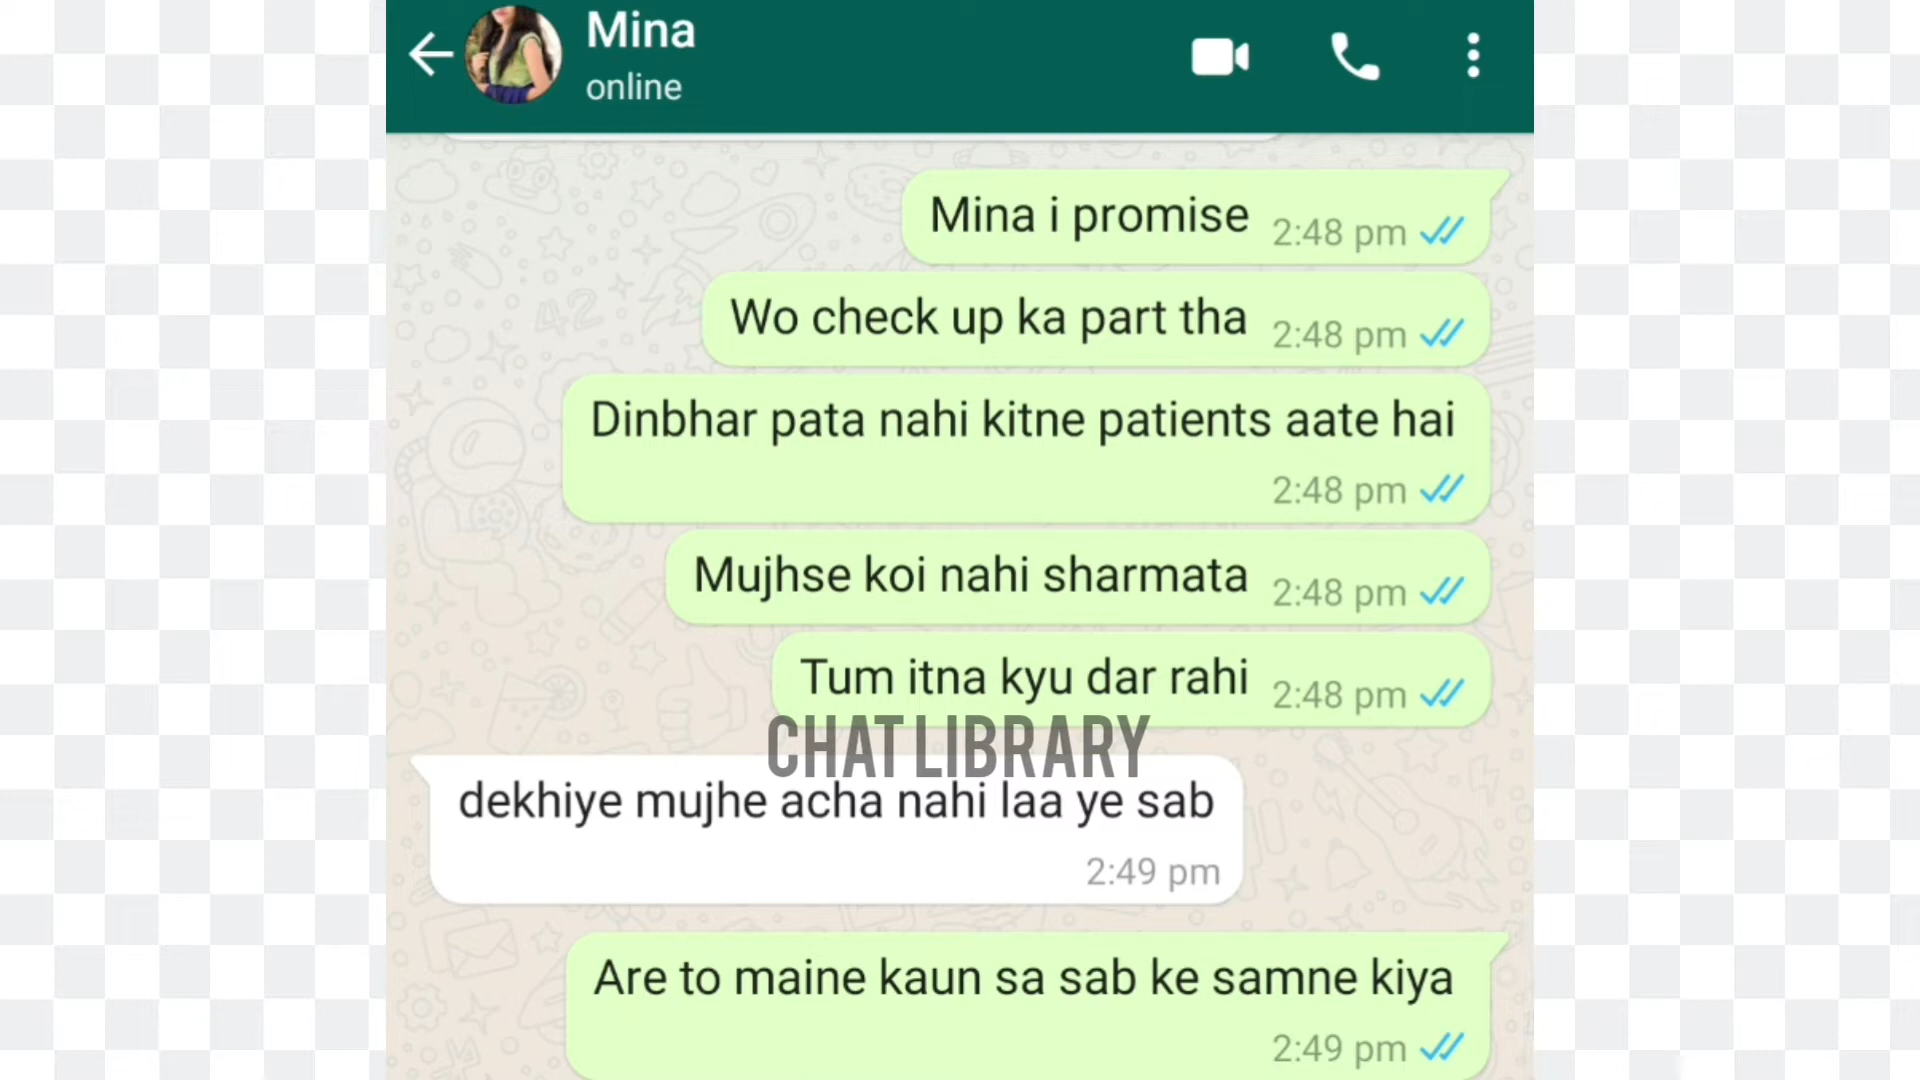 Mina
online
Mina i promise 2:48 pm
Wo check up ka part tha 2:48 pm
Dinbhar pata nahi kitne patients aate hai
2:48 pm
Mujhse koi nahi sharmata 2:48 pm
Tum itna kyu dar rahi 2:48 pm
CHAT LIBRARY
dekhiye mujhe acha nahi laa ye sab
2:49 pm
Are to maine kaun sa sab ke samne kiya
2:49 pm